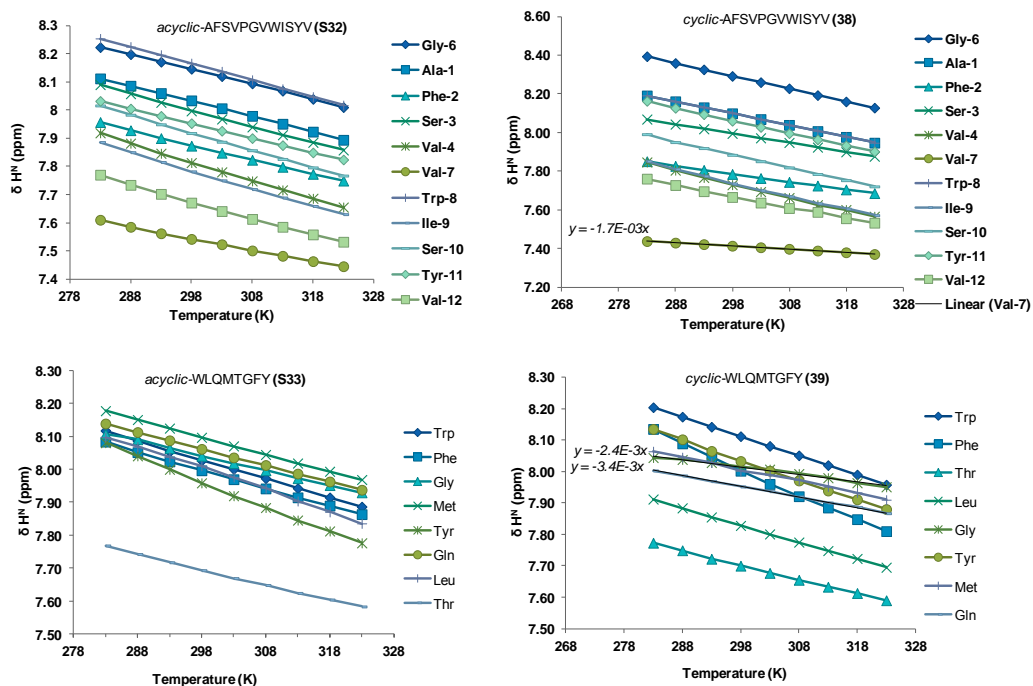 acyclic-AFSVPGVWISYV (S32)
8.3
8.2
8.1
8
7.9
7.8
7.7
7.6
7.5
7.4
δ Hᴺ (ppm)
278
288
298
308
318
328
Temperature (K)
Gly-6
Ala-1
Phe-2
Ser-3
Val-4
Val-7
Trp-8
Ile-9
Ser-10
Tyr-11
Val-12
cyclic-AFSVPGVWISYV (38)
8.60
8.40
8.20
8.00
7.80
7.60
7.40
7.20
δ Hᴺ (ppm)
y = -1.7E-03x
268
278
288
298
308
318
328
Temperature (K)
Gly-6
Ala-1
Phe-2
Ser-3
Val-4
Val-7
Trp-8
Ile-9
Ser-10
Tyr-11
Val-12
Linear (Val-7)
acyclic-WLQMTGFY (S33)
8.30
8.20
8.10
8.00
7.90
7.80
7.70
7.60
7.50
δ Hᴺ (ppm)
278
288
298
308
318
328
Temperature (K)
Trp
Phe
Gly
Met
Tyr
Gln
Leu
Thr
cyclic-WLQMTGFY (39)
8.30
8.20
8.10
8.00
7.90
7.80
7.70
7.60
7.50
δ Hᴺ (ppm)
y = -2.4E-3x
y = -3.4E-3x
268
278
288
298
308
318
328
Temperature (K)
Trp
Phe
Thr
Leu
Gly
Tyr
Met
Gln